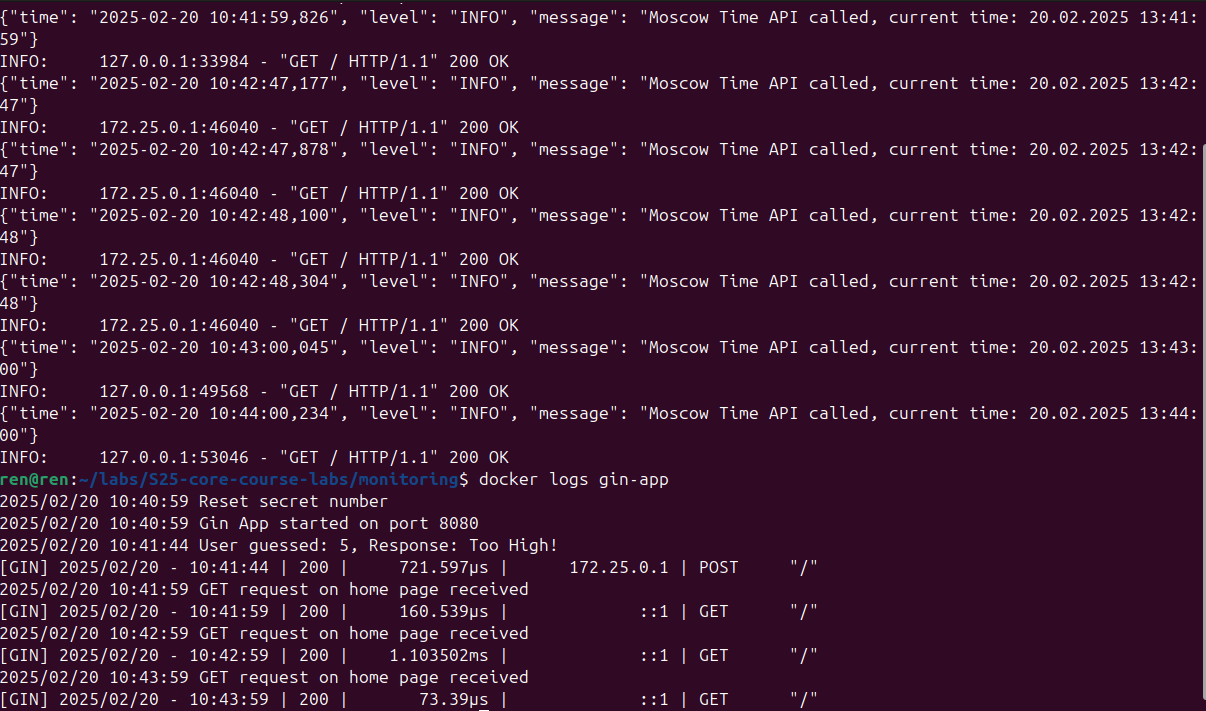 {"time": "2025-02-20 10:41:59,826", "level": "INFO", "message": "Moscow Time API called, current time: 20.02.2025 13:41:
59"}
INFO:     127.0.0.1:33984 - "GET / HTTP/1.1" 200 OK
{"time": "2025-02-20 10:42:47,177", "level": "INFO", "message": "Moscow Time API called, current time: 20.02.2025 13:42:
47"}
INFO:     172.25.0.1:46040 - "GET / HTTP/1.1" 200 OK
{"time": "2025-02-20 10:42:47,878", "level": "INFO", "message": "Moscow Time API called, current time: 20.02.2025 13:42:
47"}
INFO:     172.25.0.1:46040 - "GET / HTTP/1.1" 200 OK
{"time": "2025-02-20 10:42:48,100", "level": "INFO", "message": "Moscow Time API called, current time: 20.02.2025 13:42:
48"}
INFO:     172.25.0.1:46040 - "GET / HTTP/1.1" 200 OK
{"time": "2025-02-20 10:42:48,304", "level": "INFO", "message": "Moscow Time API called, current time: 20.02.2025 13:42:
48"}
INFO:     172.25.0.1:46040 - "GET / HTTP/1.1" 200 OK
{"time": "2025-02-20 10:43:00,045", "level": "INFO", "message": "Moscow Time API called, current time: 20.02.2025 13:43:
00"}
INFO:     127.0.0.1:49568 - "GET / HTTP/1.1" 200 OK
{"time": "2025-02-20 10:44:00,234", "level": "INFO", "message": "Moscow Time API called, current time: 20.02.2025 13:44:
00"}
INFO:     127.0.0.1:53046 - "GET / HTTP/1.1" 200 OK
ren@ren:~/labs/S25-core-course-labs/monitoring$ docker logs gin-app
2025/02/20 10:40:59 Reset secret number
2025/02/20 10:40:59 Gin App started on port 8080
2025/02/20 10:41:44 User guessed: 5, Response: Too High!
[GIN] 2025/02/20 - 10:41:44 | 200 |     721.597µs |      172.25.0.1 | POST     "/"
2025/02/20 10:41:59 GET request on home page received
[GIN] 2025/02/20 - 10:41:59 | 200 |     160.539µs |             ::1 | GET      "/"
2025/02/20 10:42:59 GET request on home page received
[GIN] 2025/02/20 - 10:42:59 | 200 |    1.103502ms |             ::1 | GET      "/"
2025/02/20 10:43:59 GET request on home page received
[GIN] 2025/02/20 - 10:43:59 | 200 |       73.39µs |             ::1 | GET      "/"